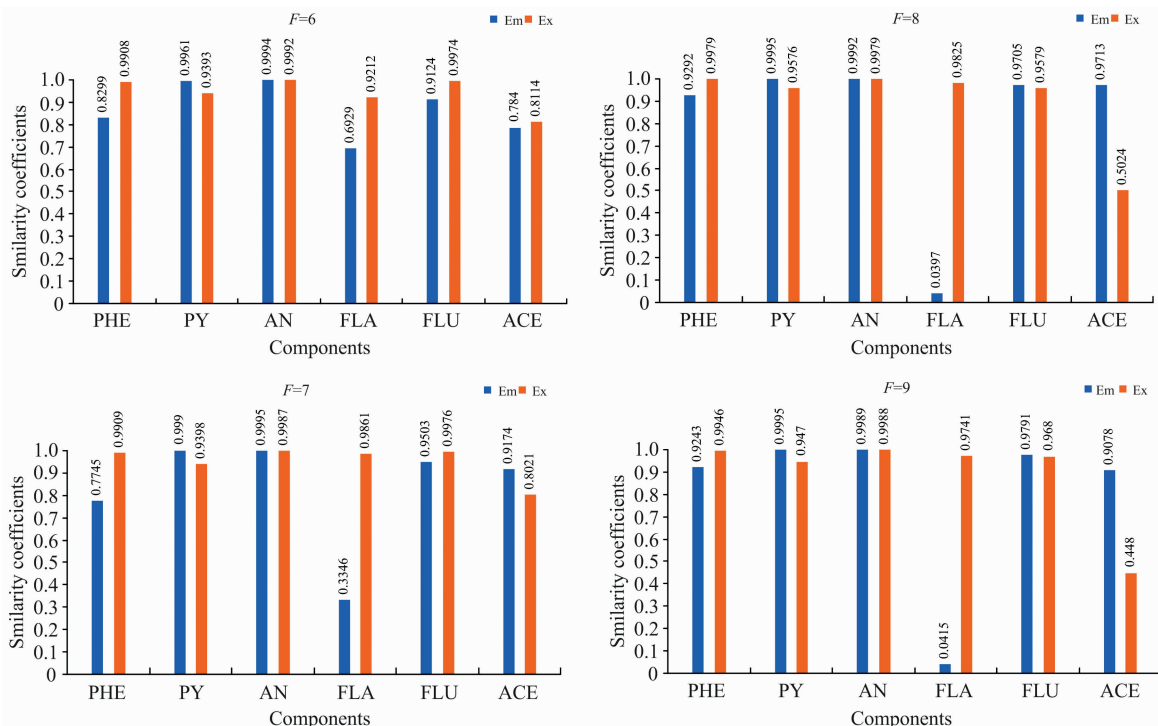 F=6
Em Ex
0.8299 0.9908 0.9961 0.9393 0.9994 0.9992 0.6929 0.9212 0.9124 0.9974 0.784 0.8114
Smilarity coefficients
1.0
0.9
0.8
0.7
0.6
0.5
0.4
0.3
0.2
0.1
0
PHE PY AN FLA FLU ACE
Components
F=8
Em Ex
0.9292 0.9979 0.9995 0.9576 0.9992 0.9979 0.0397 0.9825 0.9705 0.9579 0.9713 0.5024
Smilarity coefficients
1.0
0.9
0.8
0.7
0.6
0.5
0.4
0.3
0.2
0.1
0
PHE PY AN FLA FLU ACE
Components
F=7
Em Ex
0.7745 0.9909 0.999 0.9398 0.9995 0.9987 0.3346 0.9861 0.9503 0.9976 0.9174 0.8021
Smilarity coefficients
1.0
0.9
0.8
0.7
0.6
0.5
0.4
0.3
0.2
0.1
0
PHE PY AN FLA FLU ACE
Components
F=9
Em Ex
0.9243 0.9946 0.9995 0.947 0.9989 0.9988 0.0415 0.9741 0.9791 0.968 0.9078 0.448
Smilarity coefficients
1.0
0.9
0.8
0.7
0.6
0.5
0.4
0.3
0.2
0.1
0
PHE PY AN FLA FLU ACE
Components